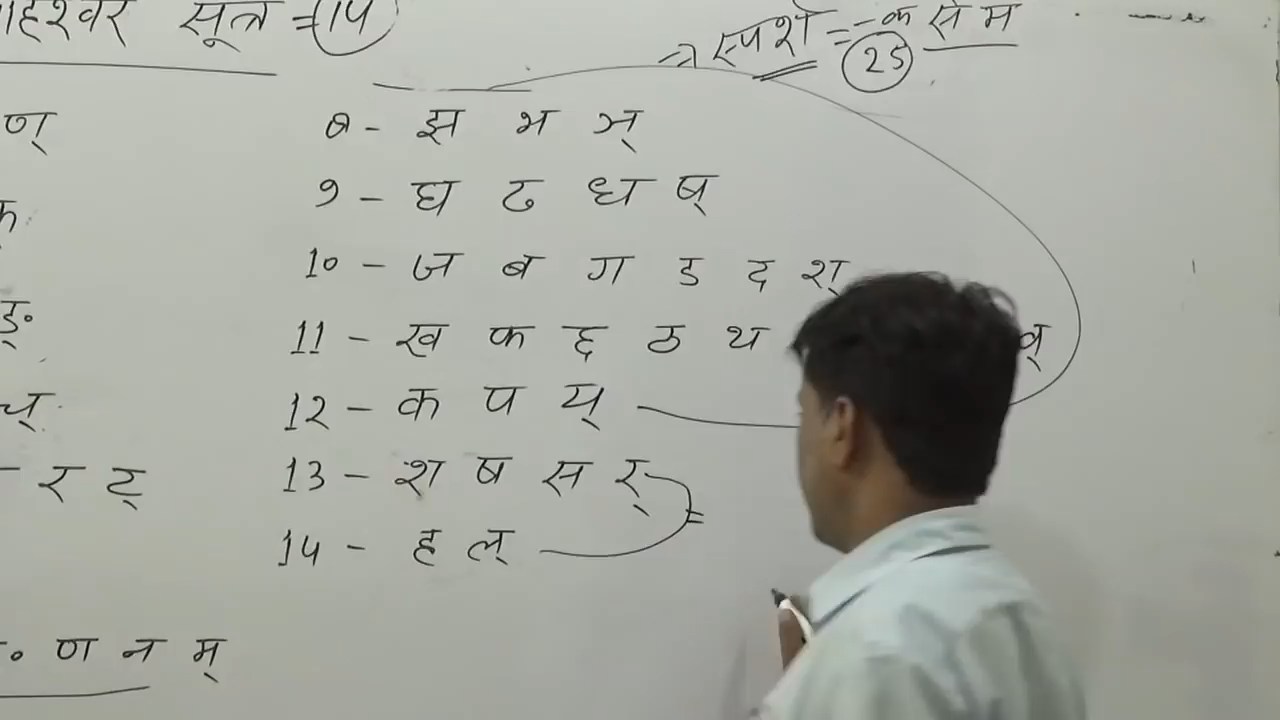 माहेश्वर सूत्र = 14
→ स्पर्श = क से म
25
ण्
क्
ङ्
च्
र ट्
ण न म्
8 - झ भ ञ्
9 - घ ढ ध ष्
10 - ज ब ग ड द श्
11 - ख फ छ ठ थ व्
12 - क प य्
13 - श ष स र्
14 - ह ल्